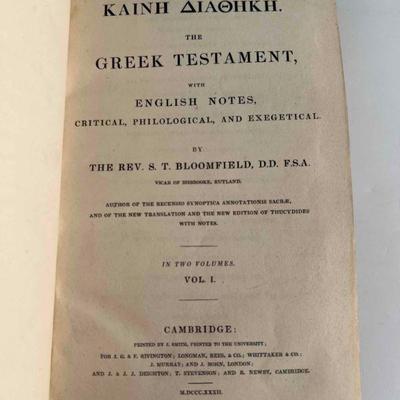 ΚΑΙΝΗ ΔΙΑΘΗΚΗ.
THE
GREEK TESTAMENT,
WITH
ENGLISH NOTES,
CRITICAL, PHILOLOGICAL, AND EXEGETICAL.
BY
THE REV. S. T. BLOOMFIELD, D.D. F.S.A.
VICAR OF BISBROOKE, RUTLAND.
AUTHOR OF THE RECENSIO SYNOPTICA ANNOTATIONIS SACRÆ,
AND OF THE NEW TRANSLATION AND THE NEW EDITION OF THUCYDIDES
WITH NOTES.
IN TWO VOLUMES.
VOL. I.
CAMBRIDGE:
PRINTED BY J. SMITH, PRINTER TO THE UNIVERSITY;
FOR J. G. & F. RIVINGTON; LONGMAN, REES, & CO.; WHITTAKER & CO.;
J. MURRAY; AND J. BOHN, LONDON;
AND J. & J. J. DEIGHTON; T. STEVENSON; AND R. NEWBY, CAMBRIDGE.
M.DCCC.XXXII.